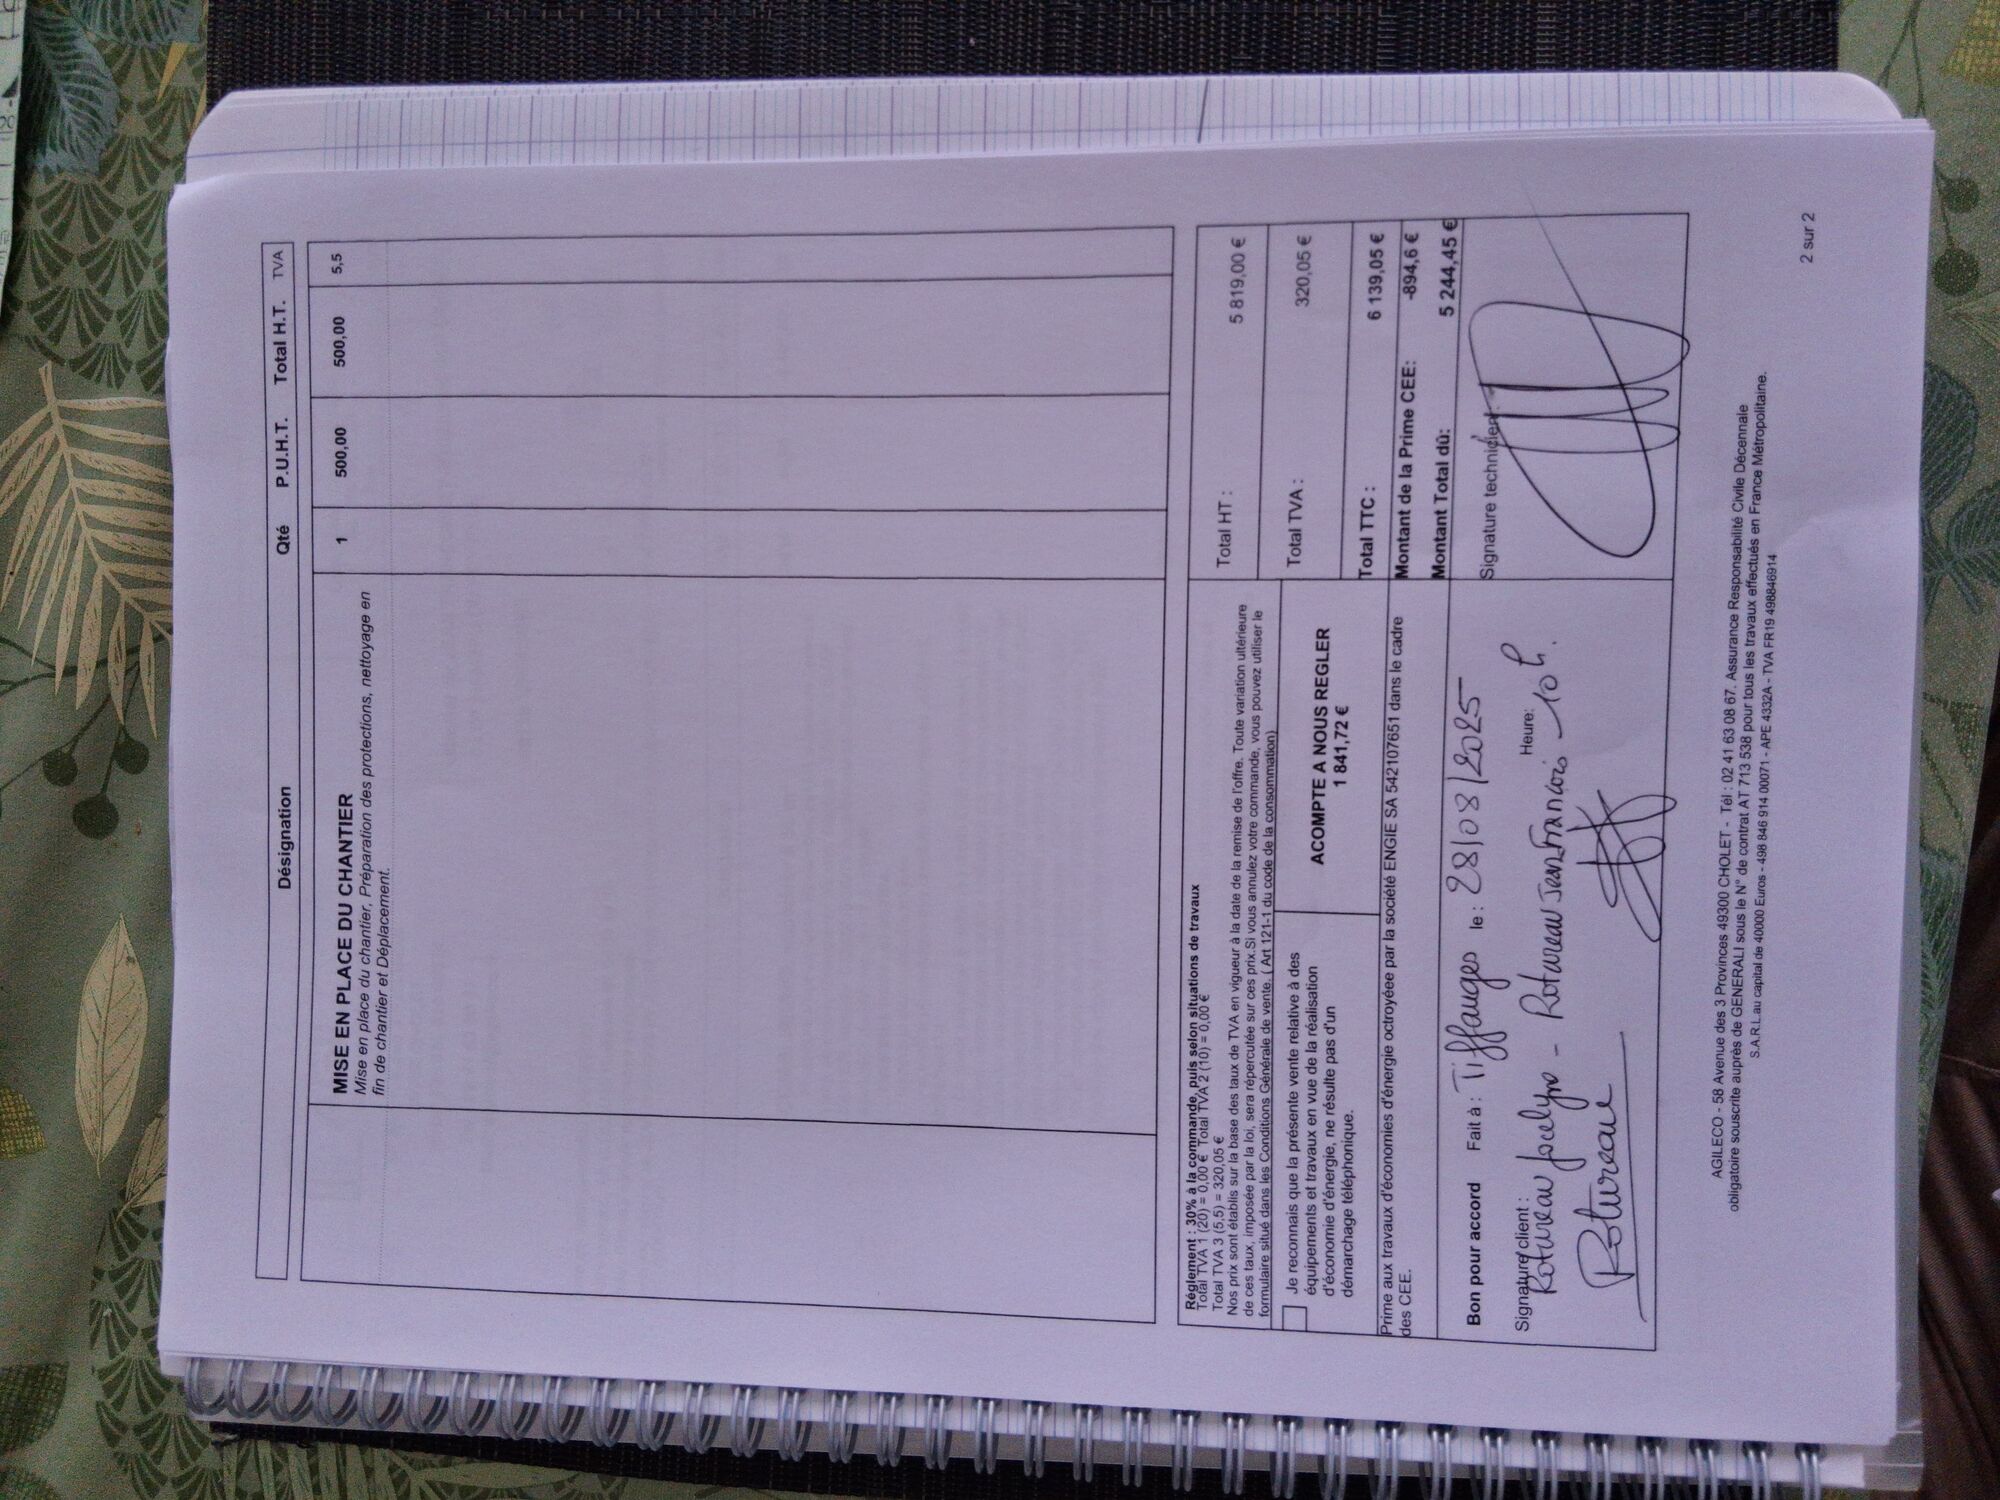 Désignation Qté P.U.H.T. Total H.T. TVA
MISE EN PLACE DU CHANTIER 1 500,00 500,00 5,5
Mise en place du chantier, Préparation des protections, nettoyage en
fin de chantier et Déplacement.
Réglement : 30% à la commande, puis selon situations de travaux
Total TVA 1 (20) = 0,00 € Total TVA 2 (10) = 0,00 €
Total TVA 3 (5,5) = 320,05 €
Nos prix sont établis sur la base des taux de TVA en vigueur à la date de la remise de l'offre. Toute variation ultérieure
de ces taux, imposée par la loi, sera répercutée sur ces prix.Si vous annulez votre commande, vous pouvez utiliser le
formulaire situé dans les Conditions Générale de vente. ( Art 121-1 du code de la consommation)
Total HT : 5 819,00 €
Total TVA : 320,05 €
Total TTC : 6 139,05 €
Montant de la Prime CEE: -894,6 €
Montant Total dû: 5 244,45 €
Je reconnais que la présente vente relative à des
équipements et travaux en vue de la réalisation
d'économie d'énergie, ne résulte pas d'un
démarchage téléphonique.
ACOMPTE A NOUS REGLER
1 841,72 €
Prime aux travaux d'économies d'énergie octroyéee par la société ENGIE SA 542107651 dans le cadre
des CEE.
Bon pour accord Fait à : Tiffauges le : 28/08/2025
Signature client : Heure:
Rotureau Jocelyne - Rotureau Jean François - 10h.
Rotureau
Signature technicien :
AGILECO - 58 Avenue des 3 Provinces 49300 CHOLET - Tél : 02 41 63 08 67. Assurance Responsabilité Civile Décennale
obligatoire souscrite auprès de GENERALI sous le N° de contrat AT 713 538 pour tous les travaux effectués en France Métropolitaine.
S.A.R.L.au capital de 40000 Euros - 498 846 914 00071 - APE 4332A - TVA FR19 498846914
2 sur 2